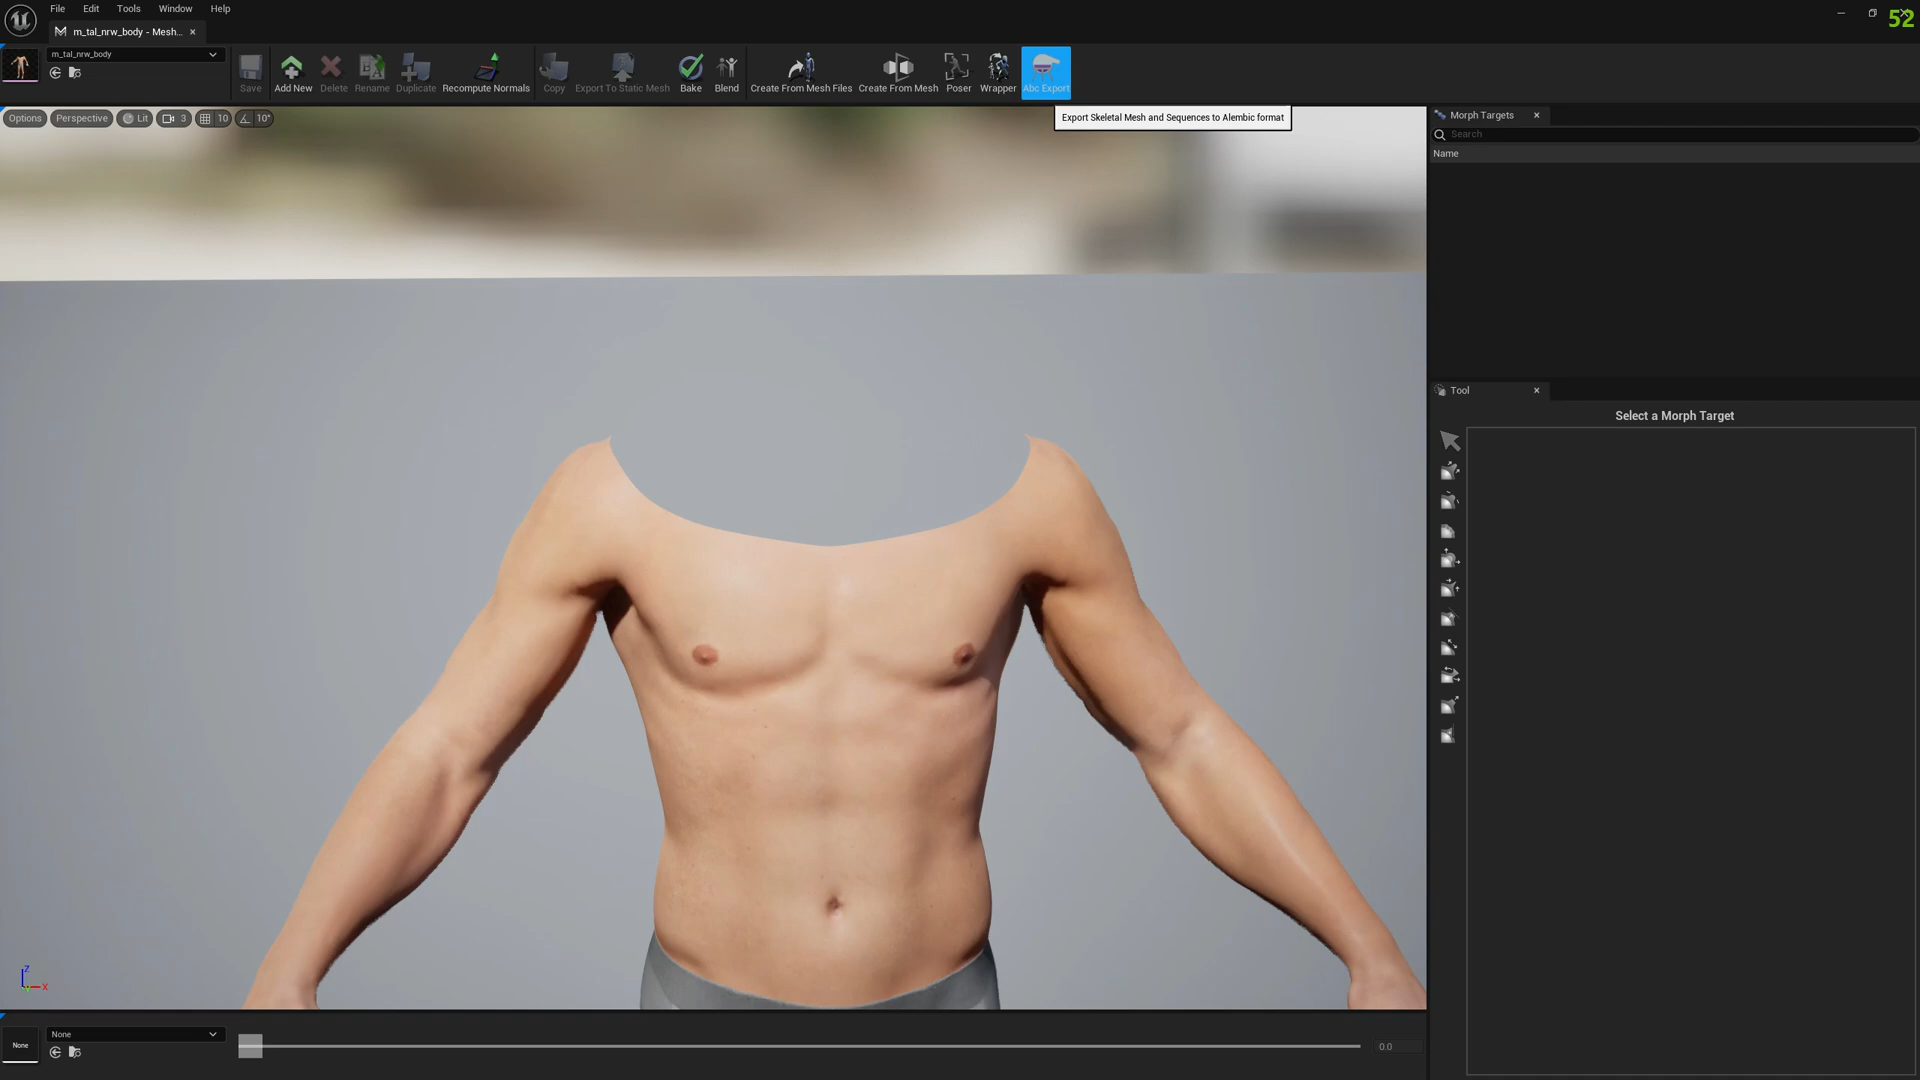 File Edit Tools Window Help
52
m_tal_nrw_body - Mesh...
m_tal_nrw_body
Save Add New Delete Rename Duplicate Recompute Normals Copy Export To Static Mesh Bake Blend Create From Mesh Files Create From Mesh Poser Wrapper Abc Export
Options Perspective Lit 3 10 10°
Export Skeletal Mesh and Sequences to Alembic format
Morph Targets
Search
Name
Tool
Select a Morph Target
Z
X
None
None
0.0